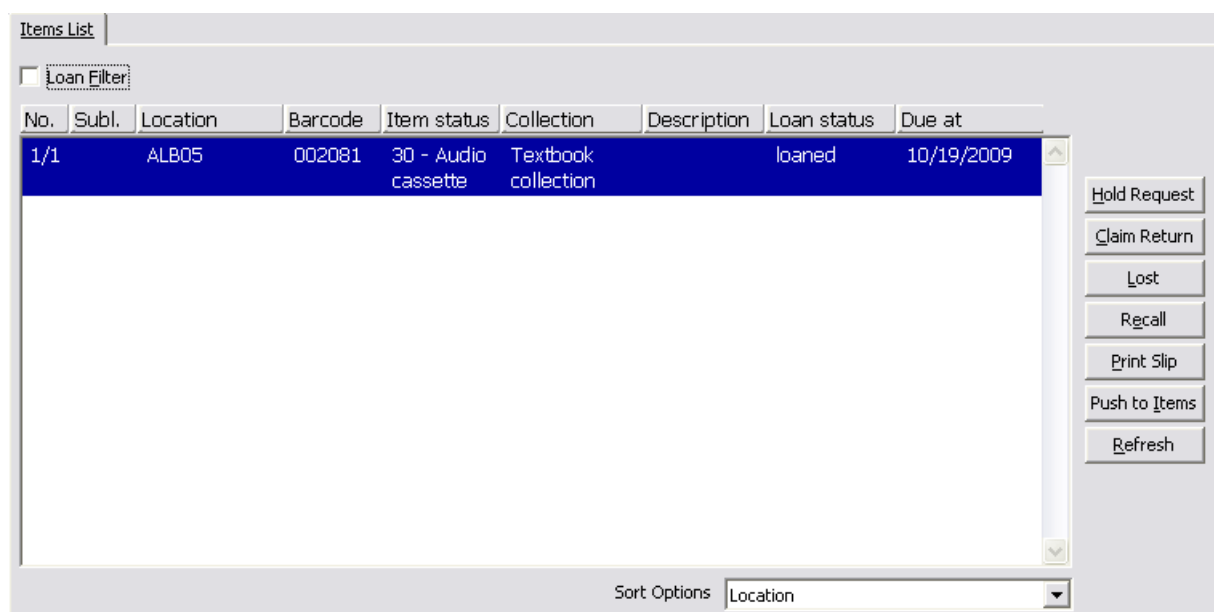 Items List
Loan Filter
No. Subl. Location Barcode Item status Collection Description Loan status Due at
1/1 ALB05 002081 30 - Audio Textbook loaned 10/19/2009
cassette collection
Hold Request
Claim Return
Lost
Recall
Print Slip
Push to Items
Refresh
Sort Options Location